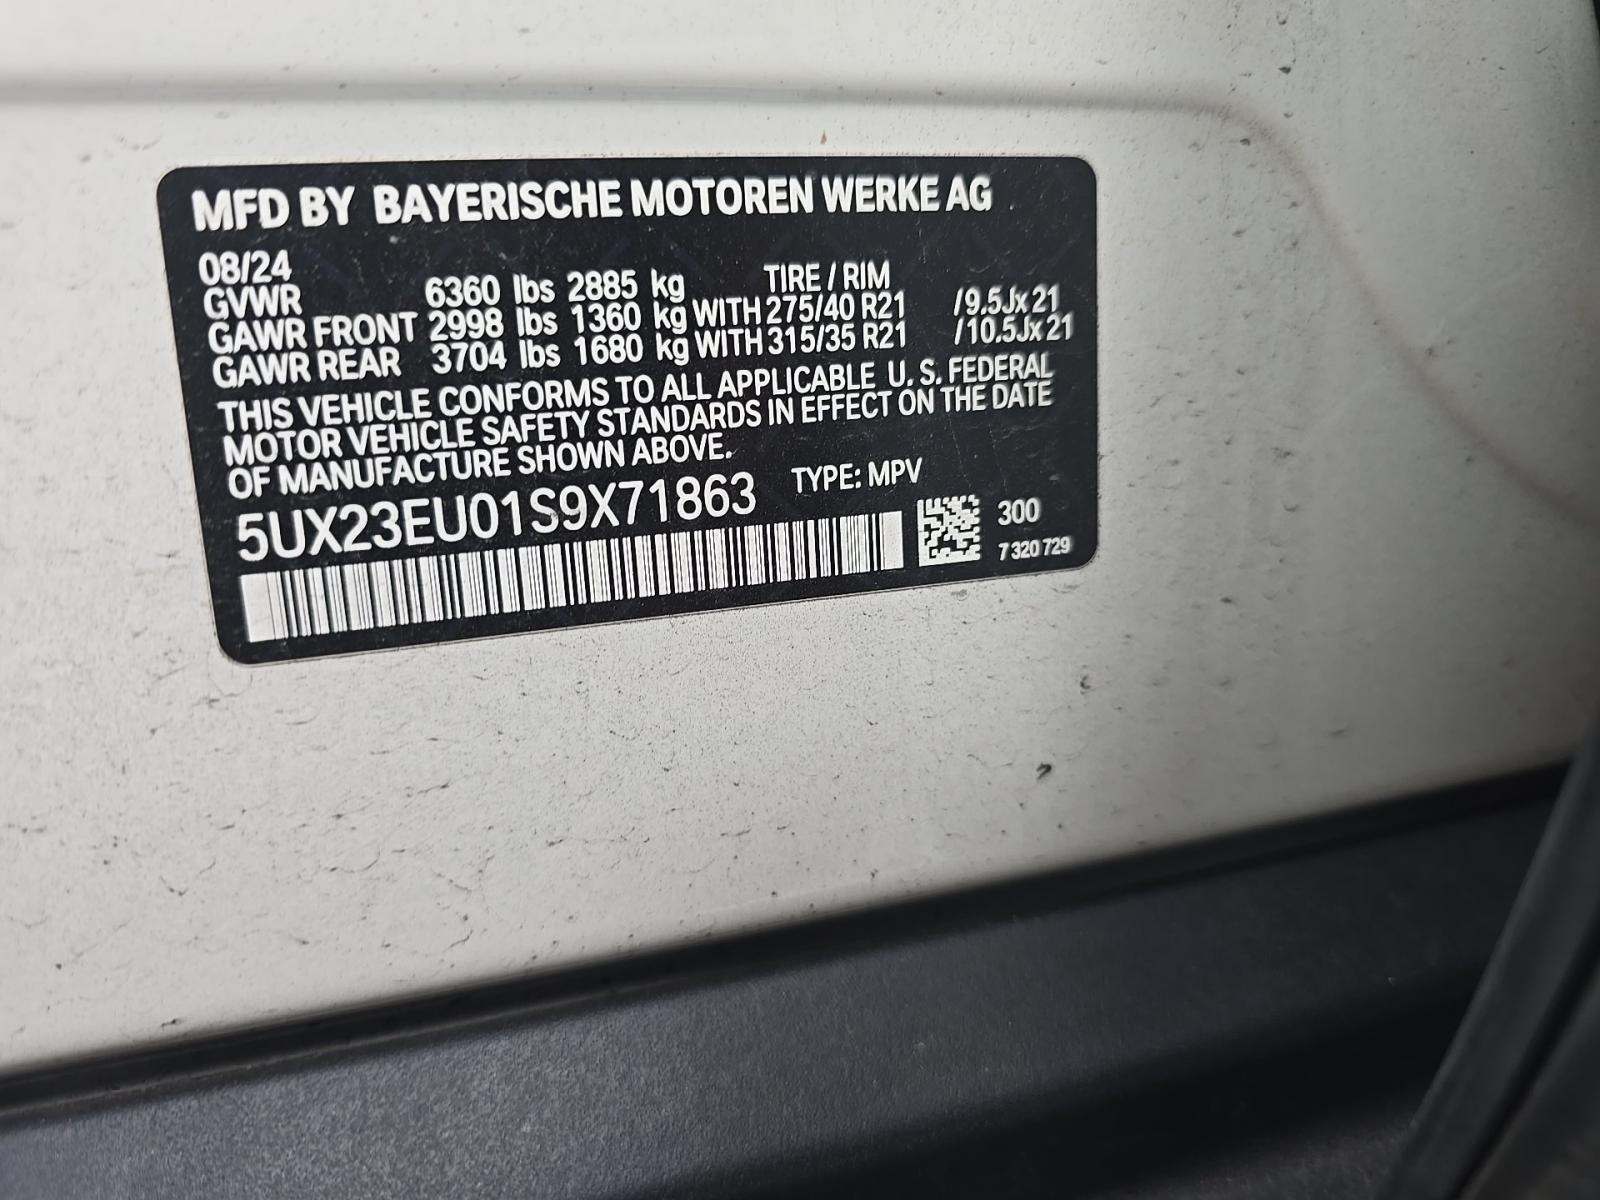 MFD BY BAYERISCHE MOTOREN WERKE AG
08/24
GVWR 6360 lbs 2885 kg TIRE / RIM
GAWR FRONT 2998 lbs 1360 kg WITH 275/40 R21 /9.5Jx21
GAWR REAR 3704 lbs 1680 kg WITH 315/35 R21 /10.5Jx21
THIS VEHICLE CONFORMS TO ALL APPLICABLE U. S. FEDERAL
MOTOR VEHICLE SAFETY STANDARDS IN EFFECT ON THE DATE
OF MANUFACTURE SHOWN ABOVE.
5UX23EU01S9X71863 TYPE: MPV
300
7 320 729